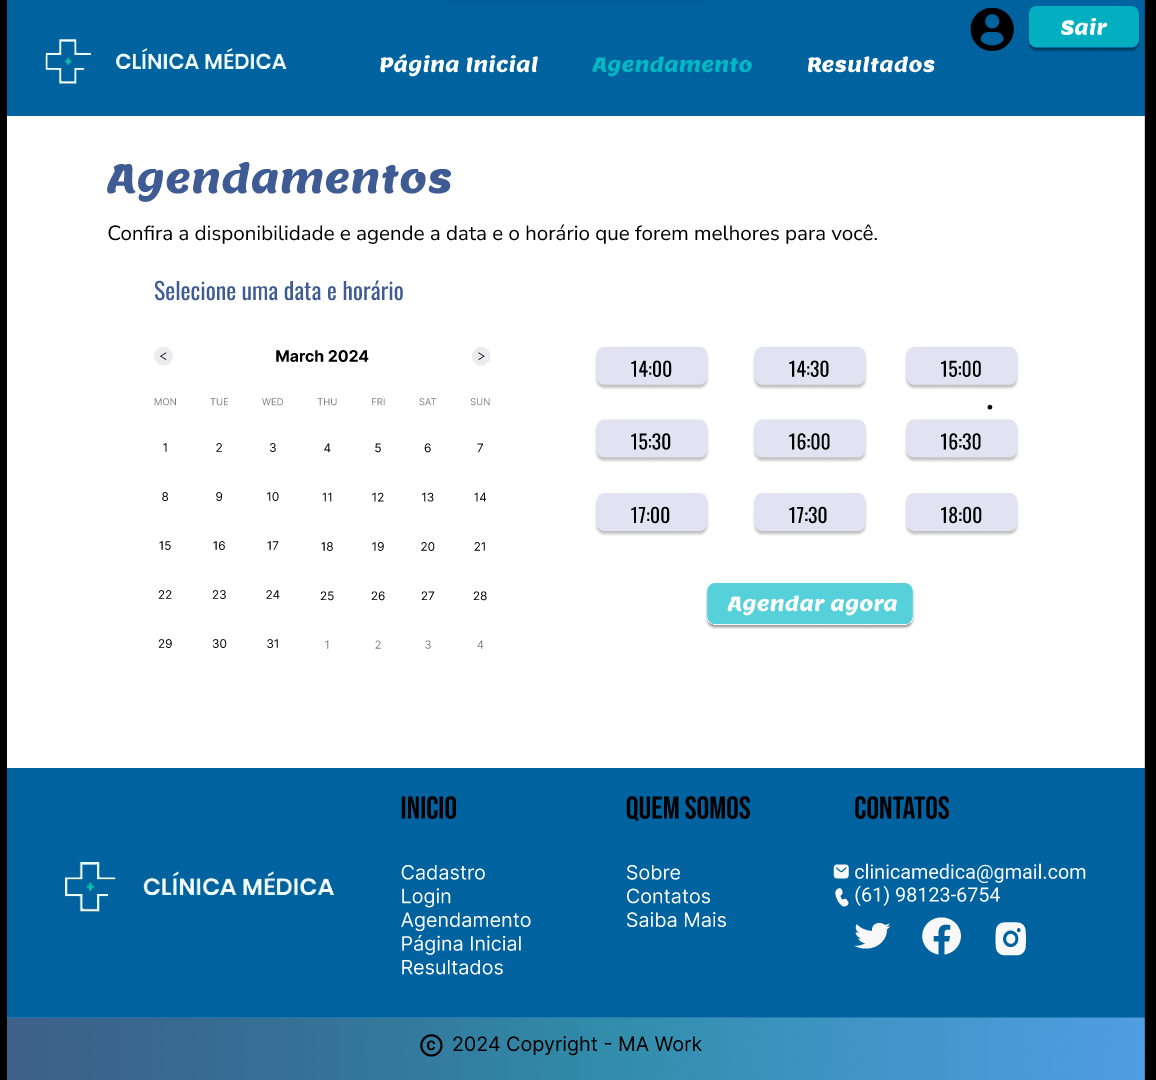 Sair
CLÍNICA MÉDICA Página Inicial Agendamento Resultados
Agendamentos
Confira a disponibilidade e agende a data e o horário que forem melhores para você.
Selecione uma data e horário
< March 2024 >
MON TUE WED THU FRI SAT SUN
1 2 3 4 5 6 7
8 9 10 11 12 13 14
15 16 17 18 19 20 21
22 23 24 25 26 27 28
29 30 31 1 2 3 4
14:00 14:30 15:00
15:30 16:00 16:30
17:00 17:30 18:00
Agendar agora
CLÍNICA MÉDICA
INICIO
Cadastro
Login
Agendamento
Página Inicial
Resultados
QUEM SOMOS
Sobre
Contatos
Saiba Mais
CONTATOS
clinicamedica@gmail.com
(61) 98123-6754
© 2024 Copyright - MA Work